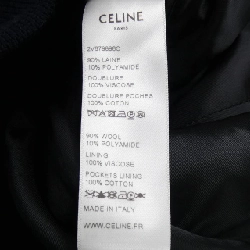 CELINE
PARIS
90% LAINE
10% POLYAMIDE
DOUBLURE
100% VISCOSE
DOUBLURE POCHES
100% COTON
90% WOOL
10% POLYAMIDE
LINING
100% VISCOSE
POCKETS LINING
100% COTTON
MADE IN ITALY
WWW.CELINE.FR